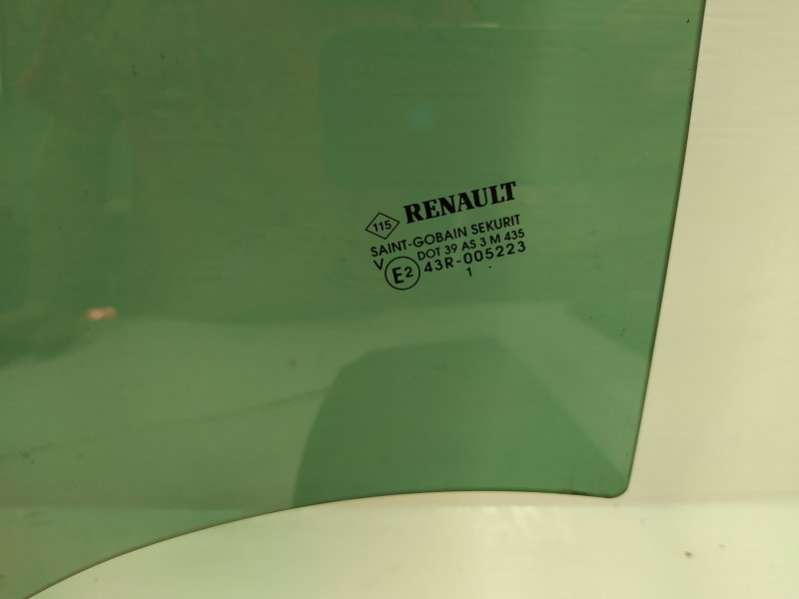 115 RENAULT
SAINT-GOBAIN SEKURIT
DOT 39 AS 3 M 435
V E2 43R-005223
1 .